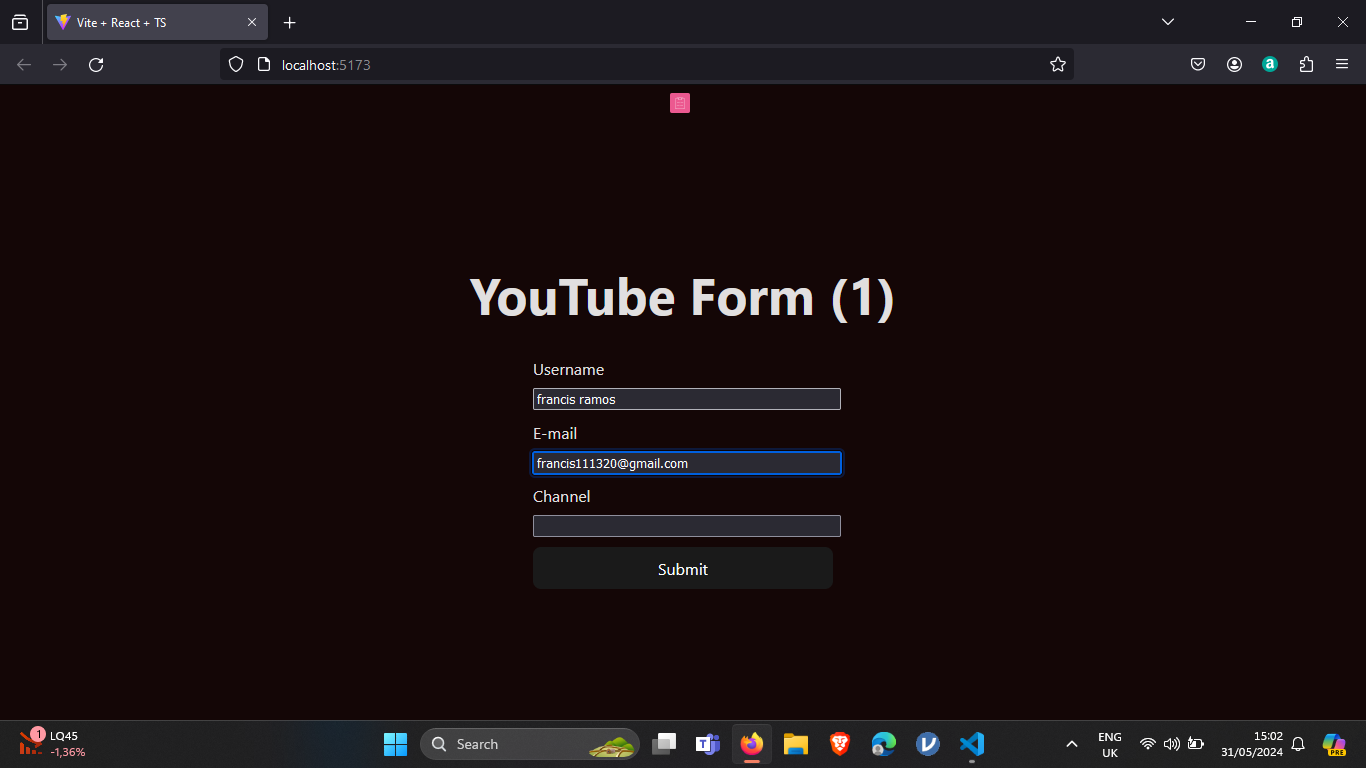 Vite + React + TS
localhost:5173
YouTube Form (1)
Username
francis ramos
E-mail
francis111320@gmail.com
Channel
Submit
1
LQ45
-1,36%
Search
ENG
UK
15:02
31/05/2024
PRE